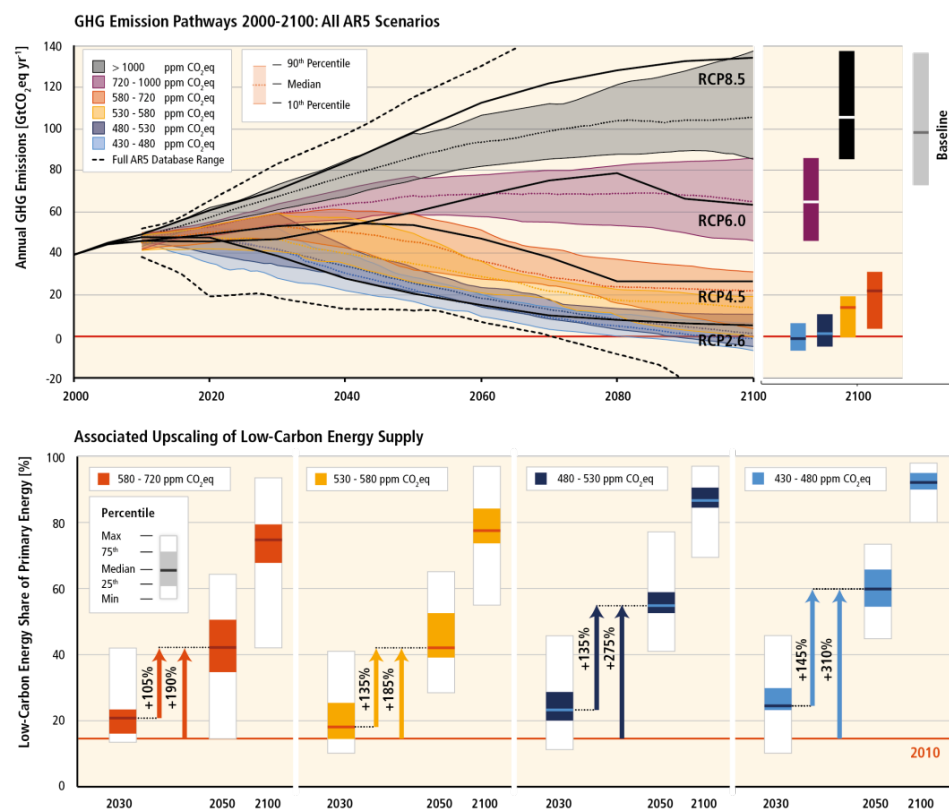 GHG Emission Pathways 2000-2100: All AR5 Scenarios
Annual GHG Emissions [GtCO₂eq yr⁻¹]
140
120
100
80
60
40
20
0
-20
> 1000 ppm CO₂eq
720 - 1000 ppm CO₂eq
580 - 720 ppm CO₂eq
530 - 580 ppm CO₂eq
480 - 530 ppm CO₂eq
430 - 480 ppm CO₂eq
Full AR5 Database Range
90th Percentile
Median
10th Percentile
RCP8.5
RCP6.0
RCP4.5
RCP2.6
Baseline
2000
2020
2040
2060
2080
2100
2100
Associated Upscaling of Low-Carbon Energy Supply
Low-Carbon Energy Share of Primary Energy [%]
100
80
60
40
20
0
580 - 720 ppm CO₂eq
Percentile
Max
75th
Median
25th
Min
+105%
+190%
2030
2050
2100
530 - 580 ppm CO₂eq
+135%
+185%
2030
2050
2100
480 - 530 ppm CO₂eq
+135%
+275%
2030
2050
2100
430 - 480 ppm CO₂eq
+145%
+310%
2010
2030
2050
2100